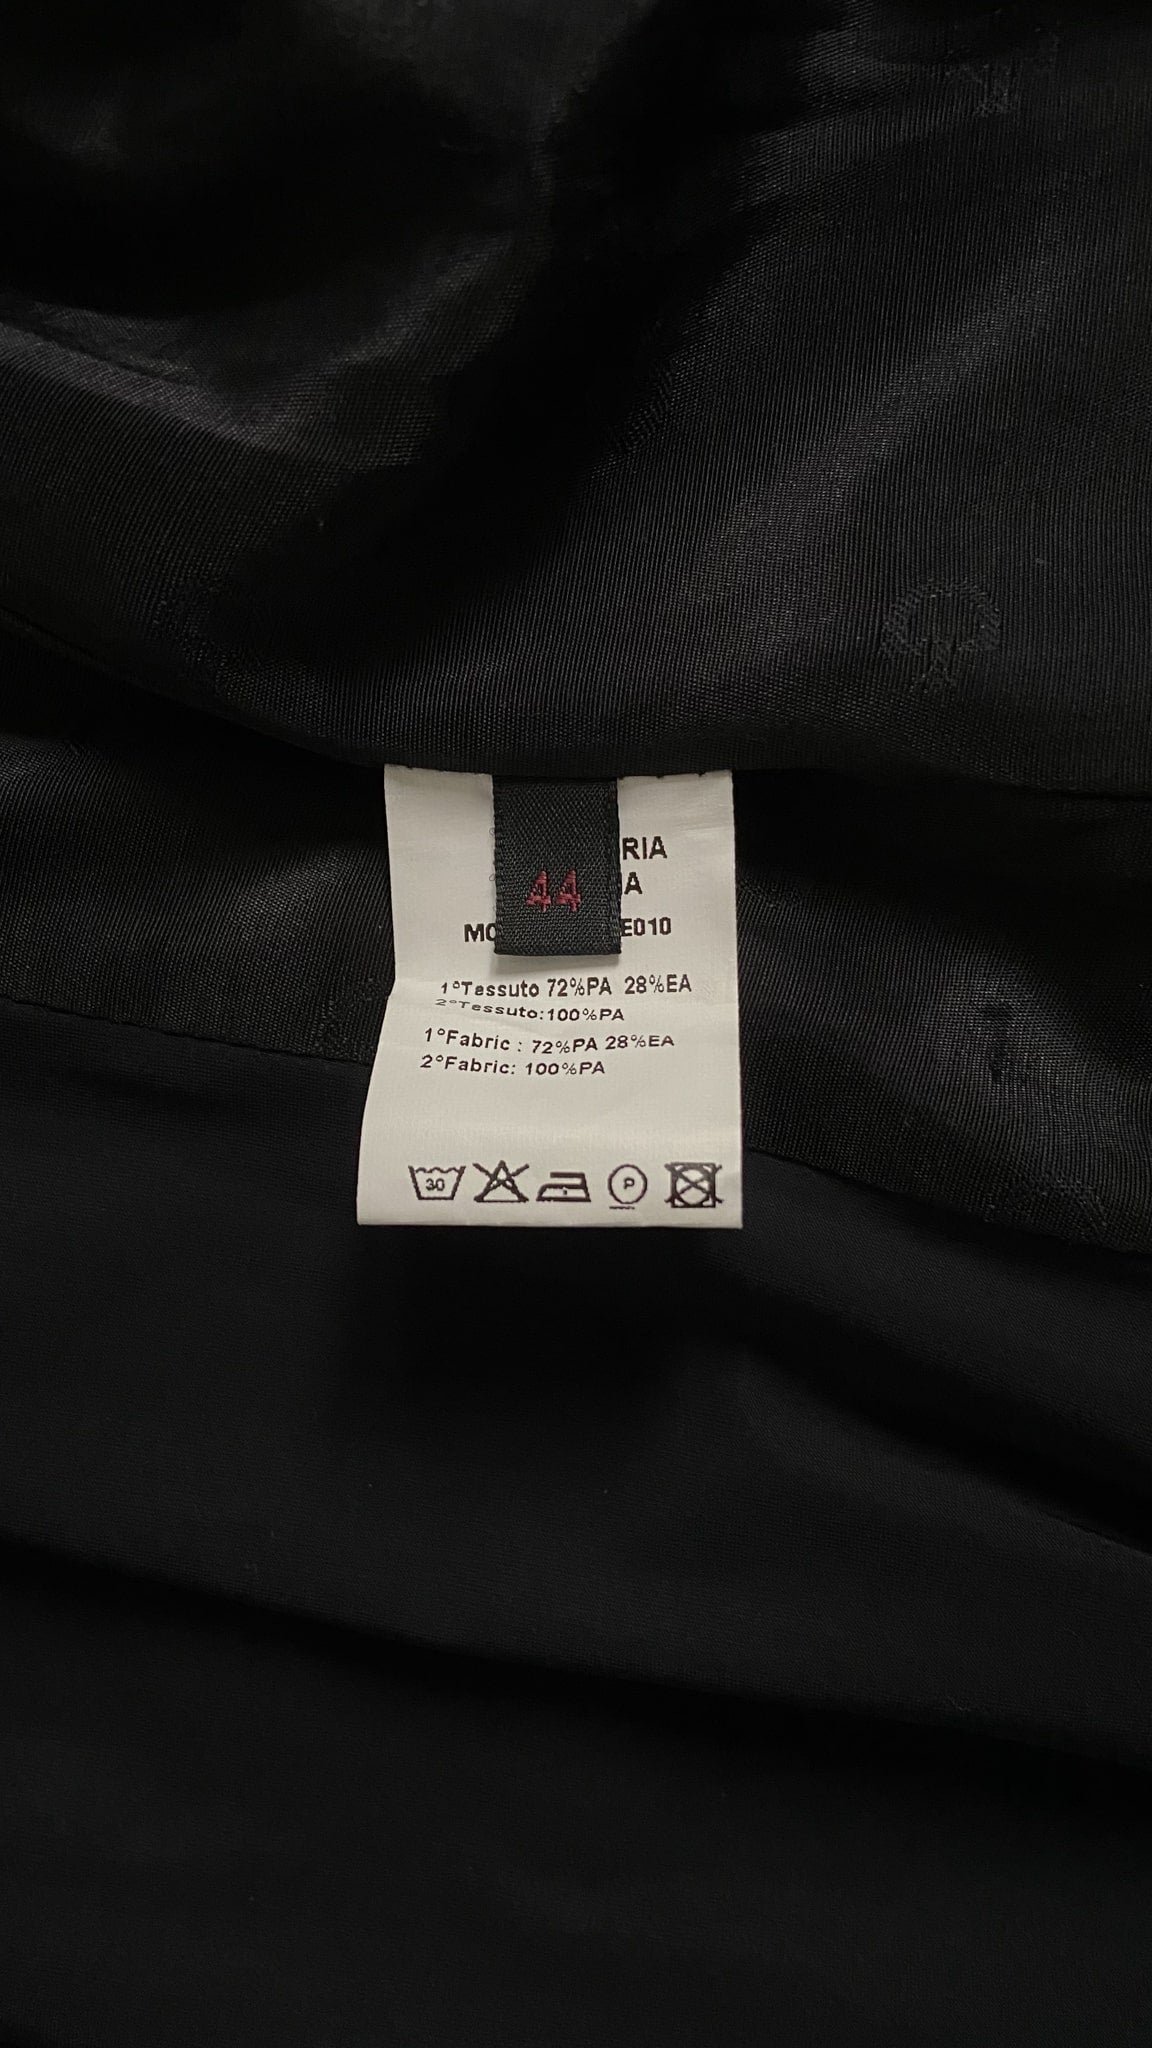 RIA
44
A
E010
1°Tessuto 72%PA 28%EA
2°Tessuto:100%PA
1°Fabric : 72%PA 28%EA
2°Fabric: 100%PA
30 P